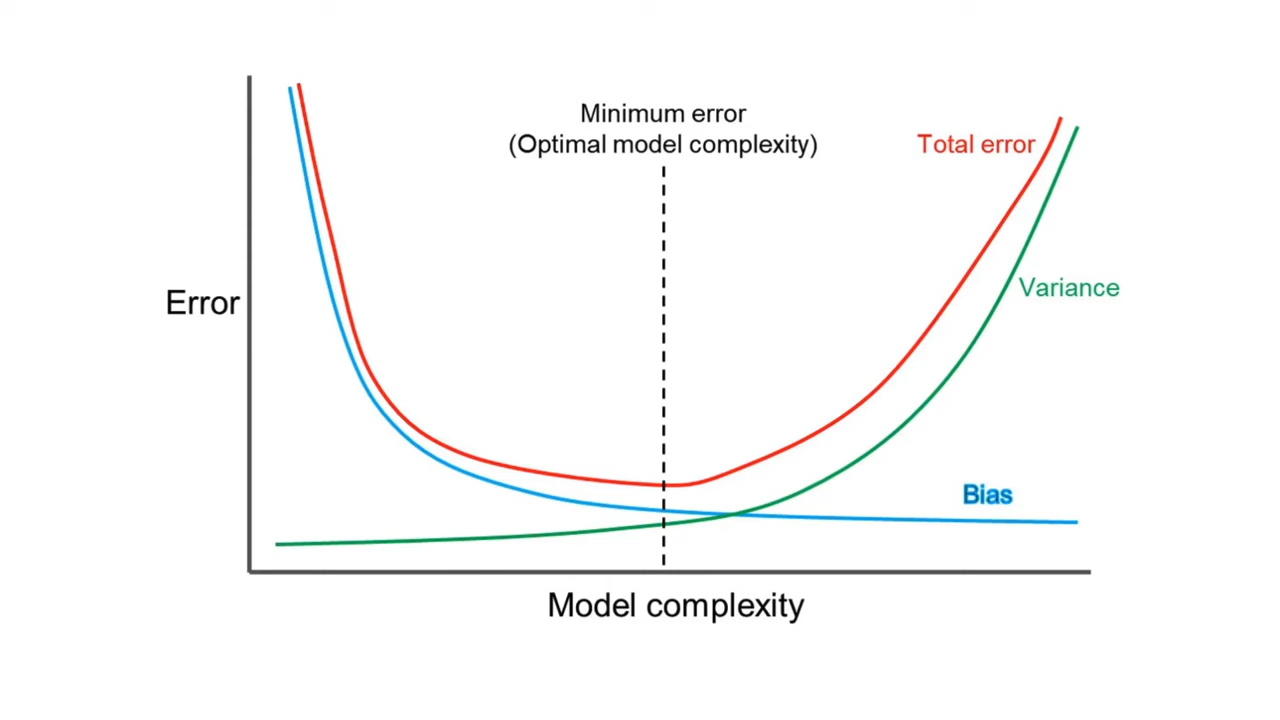 Minimum error
(Optimal model complexity)
Total error
Variance
Error
Bias
Model complexity